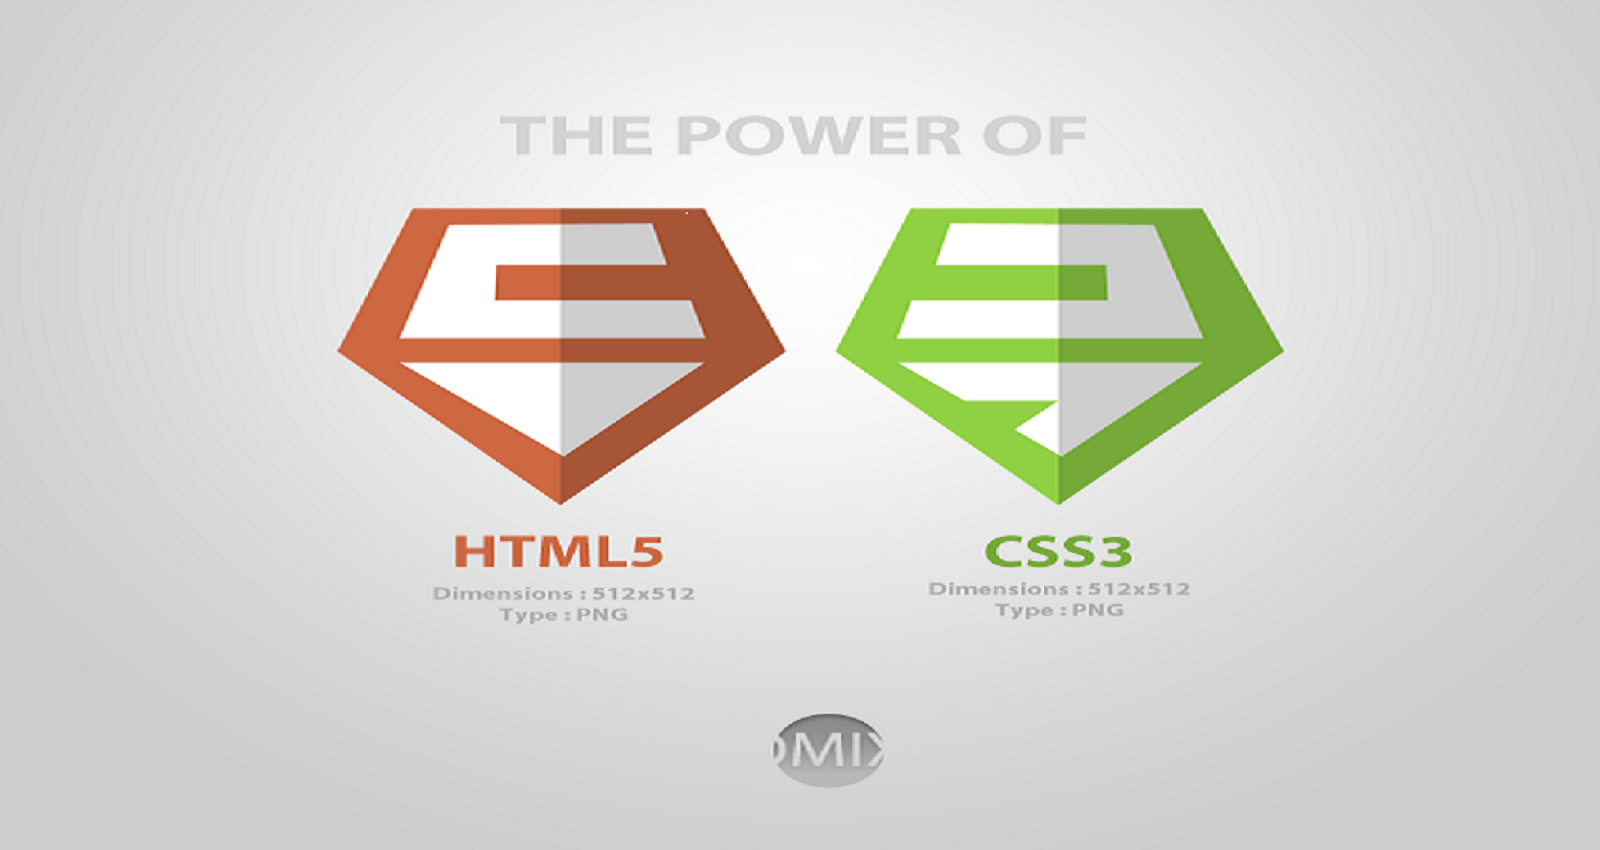 THE POWER OF
HTML5
Dimensions : 512x512
Type : PNG
CSS3
Dimensions : 512x512
Type : PNG